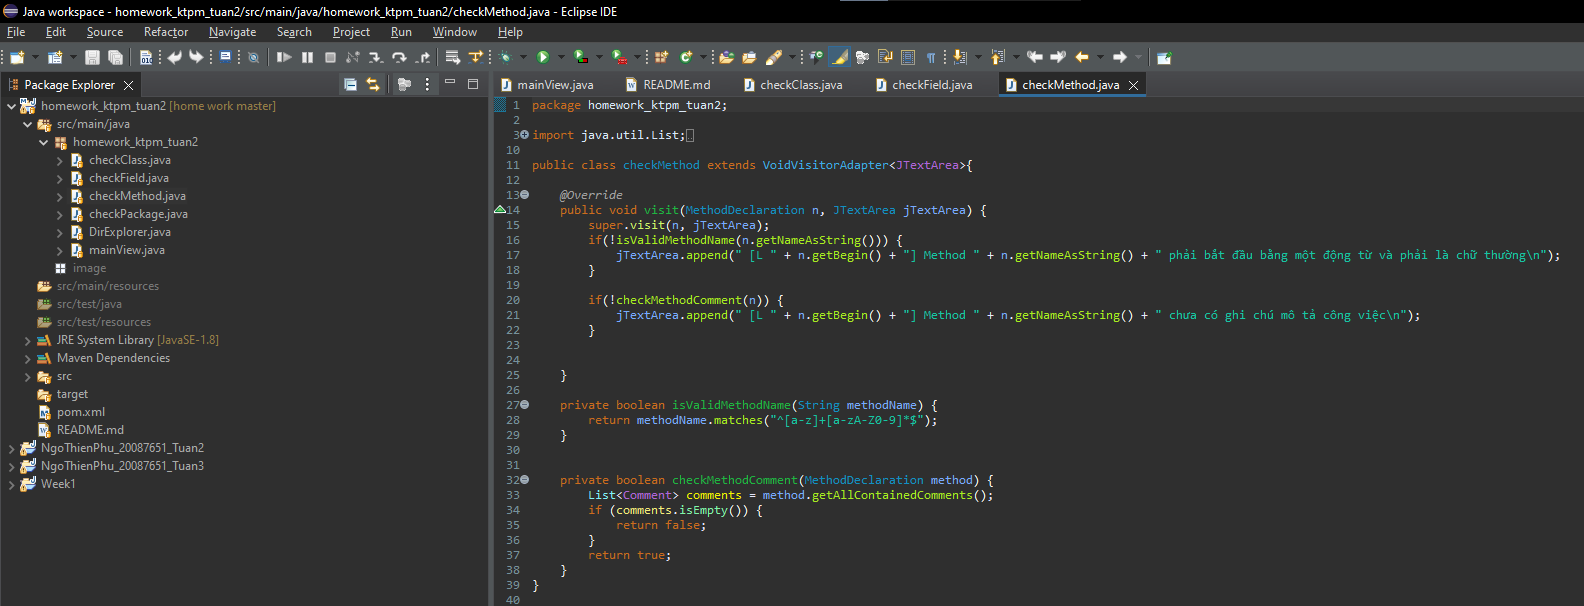 Java workspace - homework_ktpm_tuan2/src/main/java/homework_ktpm_tuan2/checkMethod.java - Eclipse IDE
File Edit Source Refactor Navigate Search Project Run Window Help
Package Explorer
homework_ktpm_tuan2 [home work master]
src/main/java
homework_ktpm_tuan2
checkClass.java
checkField.java
checkMethod.java
checkPackage.java
DirExplorer.java
mainView.java
image
src/main/resources
src/test/java
src/test/resources
JRE System Library [JavaSE-1.8]
Maven Dependencies
src
target
pom.xml
README.md
NgoThienPhu_20087651_Tuan2
NgoThienPhu_20087651_Tuan3
Week1
mainView.java README.md checkClass.java checkField.java checkMethod.java
1 package homework_ktpm_tuan2;
2
3 import java.util.List;
10
11 public class checkMethod extends VoidVisitorAdapter<JTextArea>{
12
13 @Override
14 public void visit(MethodDeclaration n, JTextArea jTextArea) {
15 super.visit(n, jTextArea);
16 if(!isValidMethodName(n.getNameAsString())) {
17 jTextArea.append(" [L " + n.getBegin() + "] Method " + n.getNameAsString() + " phải bắt đầu bằng một động từ và phải là chữ thường\n");
18 }
19
20 if(!checkMethodComment(n)) {
21 jTextArea.append(" [L " + n.getBegin() + "] Method " + n.getNameAsString() + " chưa có ghi chú mô tả công việc\n");
22 }
23
24
25 }
26
27 private boolean isValidMethodName(String methodName) {
28 return methodName.matches("^[a-z]+[a-zA-Z0-9]*$");
29 }
30
31
32 private boolean checkMethodComment(MethodDeclaration method) {
33 List<Comment> comments = method.getAllContainedComments();
34 if (comments.isEmpty()) {
35 return false;
36 }
37 return true;
38 }
39 }
40